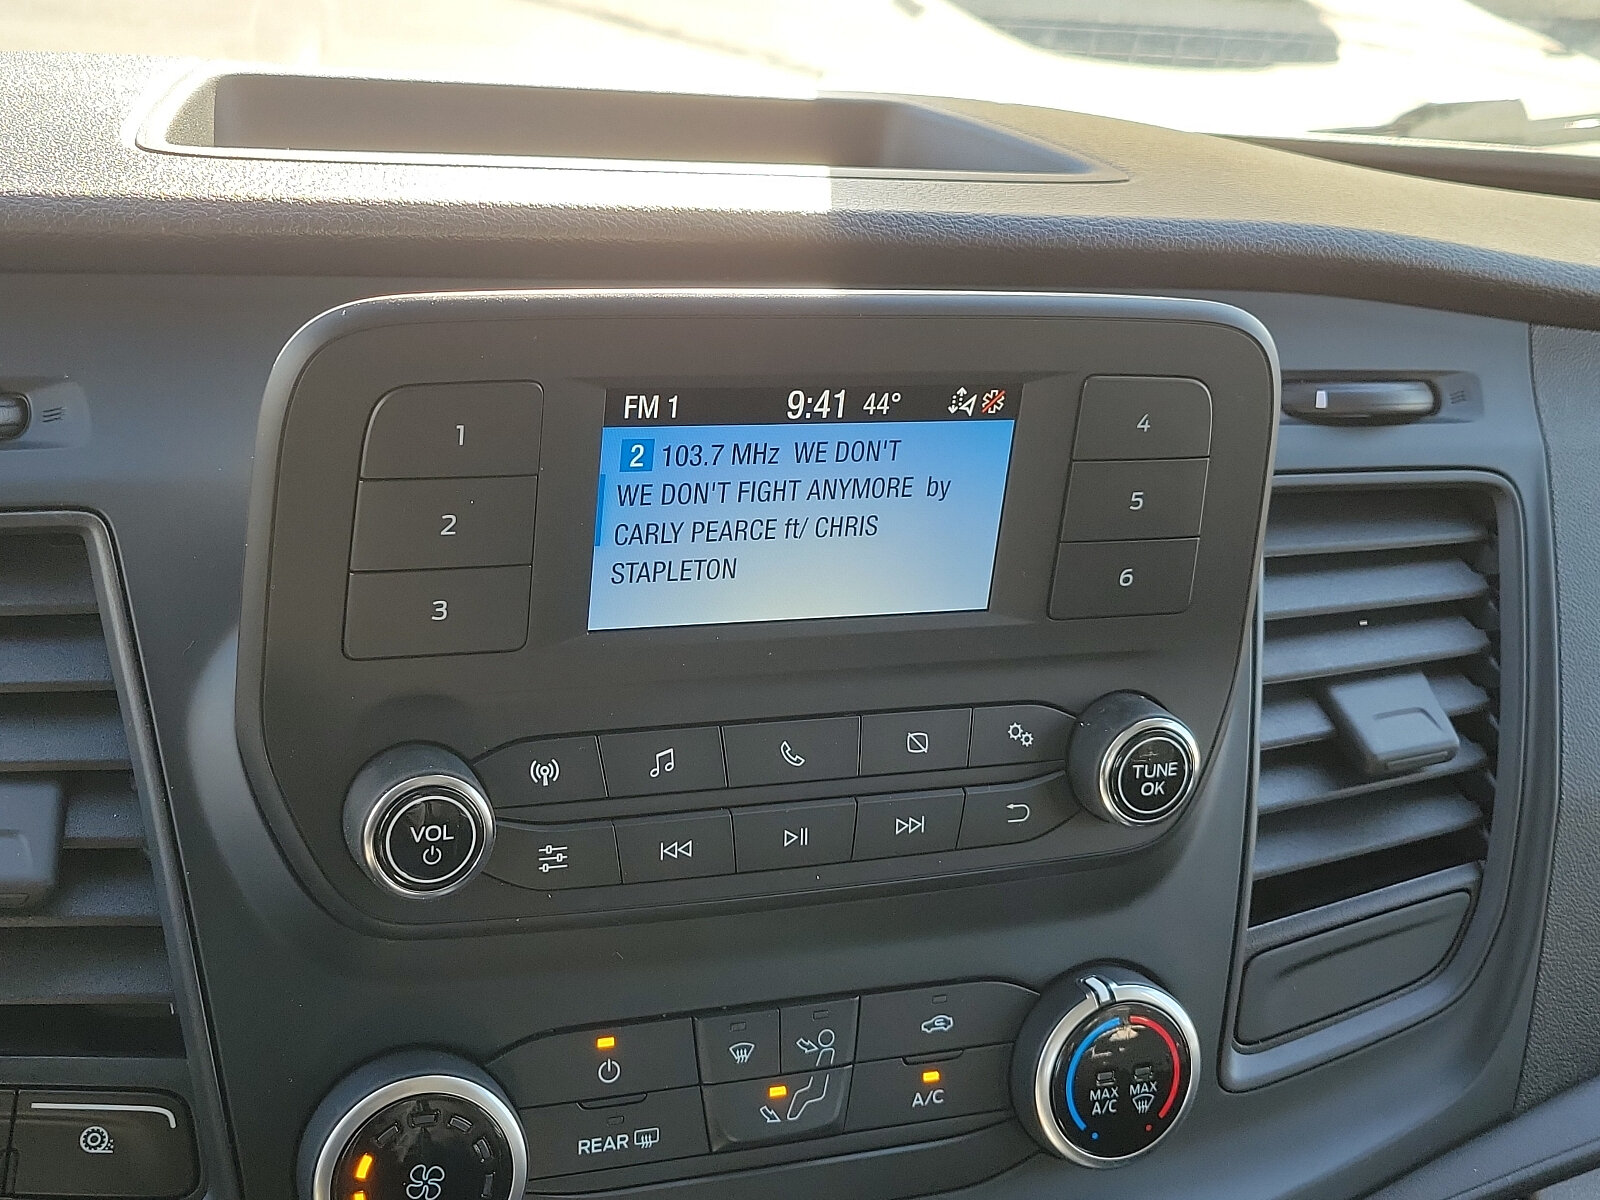 FM 1 9:41 44°
2 103.7 MHz WE DON'T
WE DON'T FIGHT ANYMORE by
CARLY PEARCE ft/ CHRIS
STAPLETON
1
2
3
4
5
6
VOL
TUNE
OK
REAR
A/C
MAX
A/C
MAX